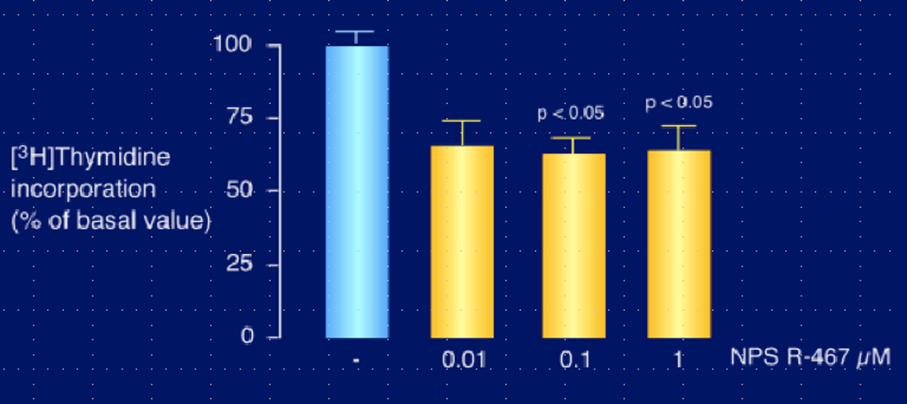 100
75
50
25
0
[³H]Thymidine
incorporation
(% of basal value)
p < 0.05
p < 0.05
-
0.01
0.1
1
NPS R-467 µM